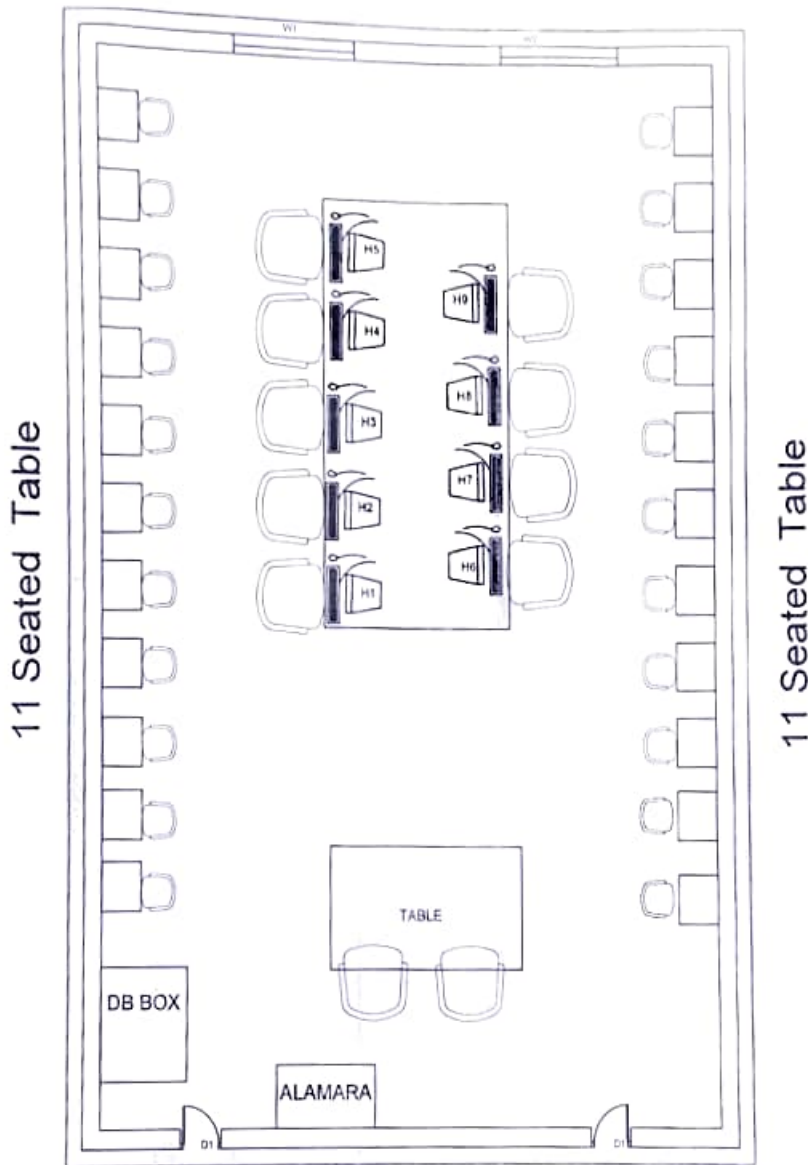 W1
W2
H5
H9
H4
H8
H3
H7
H2
H6
H1
11 Seated Table
11 Seated Table
TABLE
DB BOX
ALAMARA
D1
D1